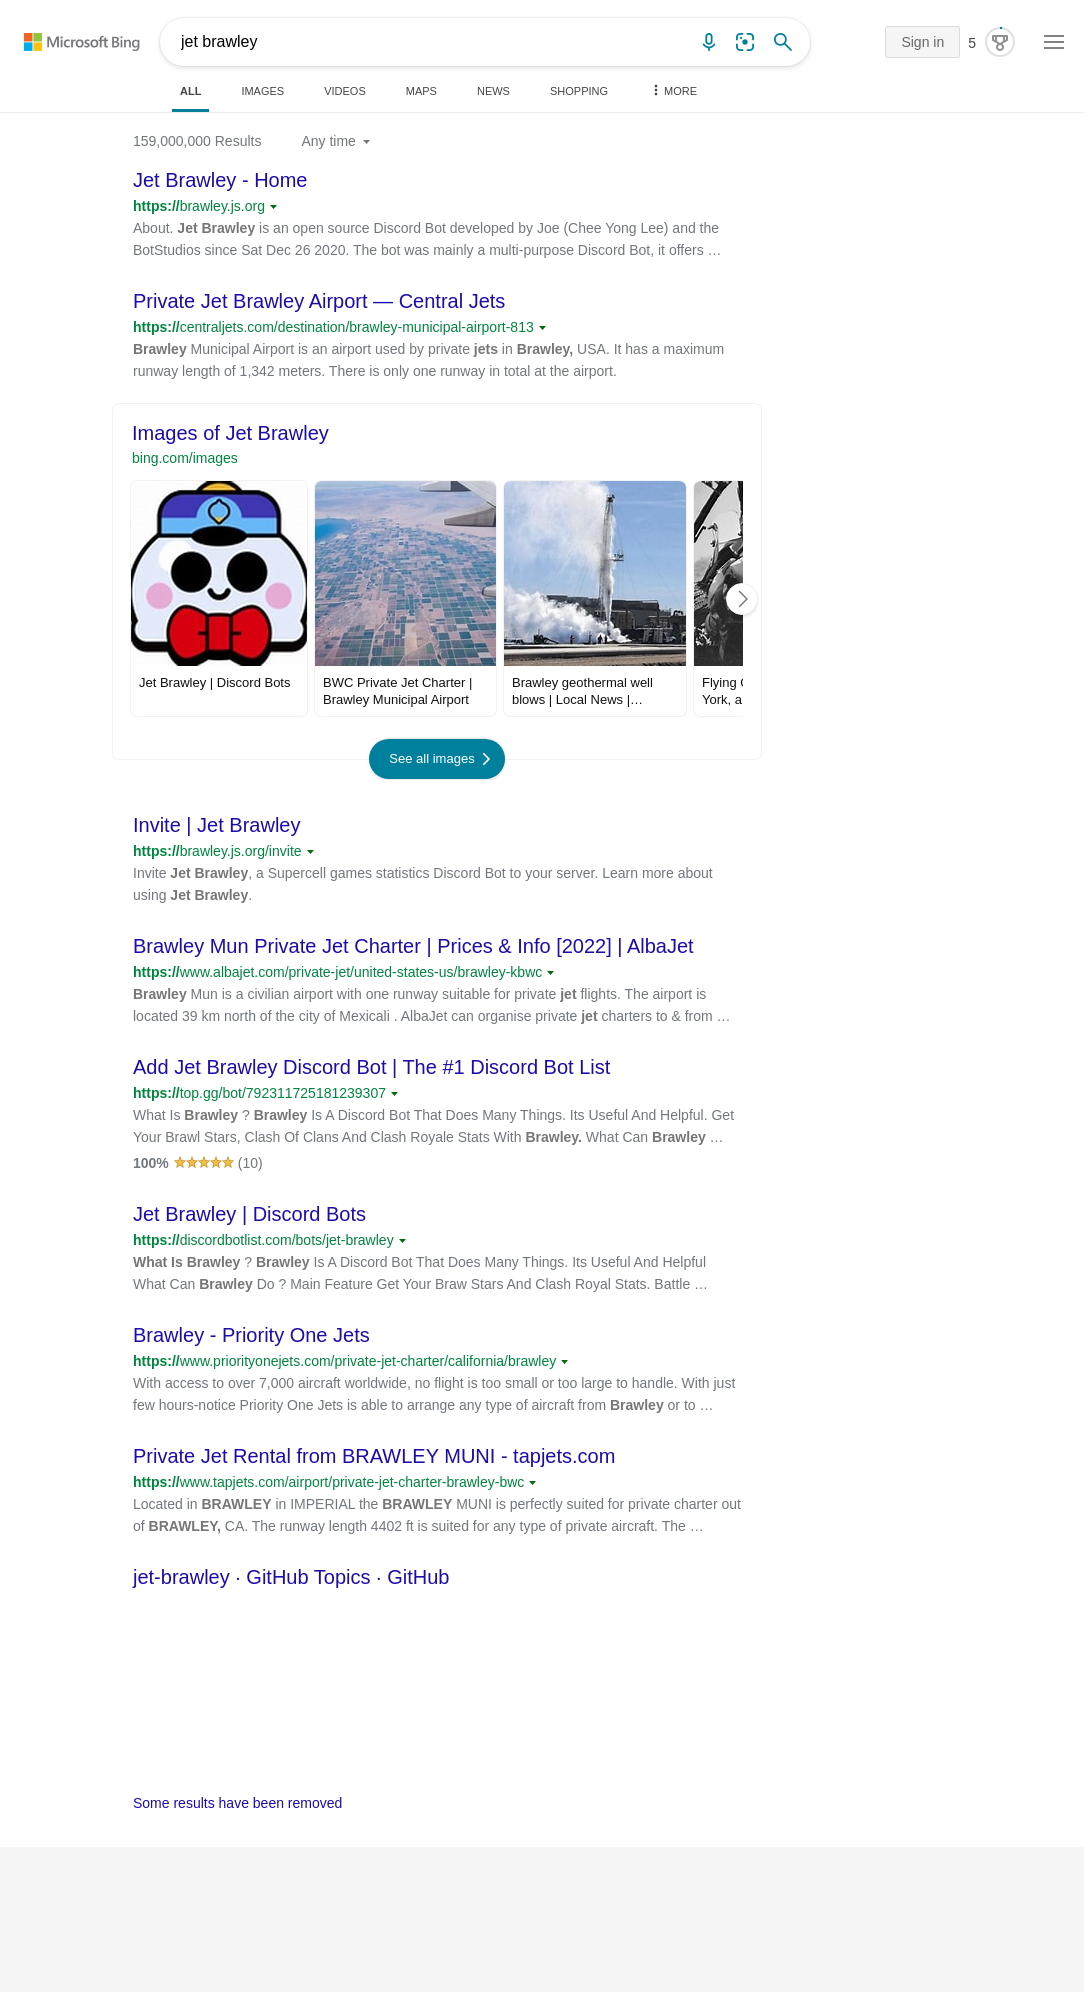 Microsoft Bing
jet brawley
Sign in
5
ALL
IMAGES
VIDEOS
MAPS
NEWS
SHOPPING
MORE
159,000,000 Results
Any time
Jet Brawley - Home
https://brawley.js.org
About. Jet Brawley is an open source Discord Bot developed by Joe (Chee Yong Lee) and the
BotStudios since Sat Dec 26 2020. The bot was mainly a multi-purpose Discord Bot, it offers …
Private Jet Brawley Airport — Central Jets
https://centraljets.com/destination/brawley-municipal-airport-813
Brawley Municipal Airport is an airport used by private jets in Brawley, USA. It has a maximum
runway length of 1,342 meters. There is only one runway in total at the airport.
Images of Jet Brawley
bing.com/images
Jet Brawley | Discord Bots
BWC Private Jet Charter |
Brawley Municipal Airport
Brawley geothermal well
blows | Local News |…
Flying
York, a
See all images
Invite | Jet Brawley
https://brawley.js.org/invite
Invite Jet Brawley, a Supercell games statistics Discord Bot to your server. Learn more about
using Jet Brawley.
Brawley Mun Private Jet Charter | Prices & Info [2022] | AlbaJet
https://www.albajet.com/private-jet/united-states-us/brawley-kbwc
Brawley Mun is a civilian airport with one runway suitable for private jet flights. The airport is
located 39 km north of the city of Mexicali . AlbaJet can organise private jet charters to & from …
Add Jet Brawley Discord Bot | The #1 Discord Bot List
https://top.gg/bot/792311725181239307
What Is Brawley ? Brawley Is A Discord Bot That Does Many Things. Its Useful And Helpful. Get
Your Brawl Stars, Clash Of Clans And Clash Royale Stats With Brawley. What Can Brawley …
100% (10)
Jet Brawley | Discord Bots
https://discordbotlist.com/bots/jet-brawley
What Is Brawley ? Brawley Is A Discord Bot That Does Many Things. Its Useful And Helpful
What Can Brawley Do ? Main Feature Get Your Braw Stars And Clash Royal Stats. Battle …
Brawley - Priority One Jets
https://www.priorityonejets.com/private-jet-charter/california/brawley
With access to over 7,000 aircraft worldwide, no flight is too small or too large to handle. With just
few hours-notice Priority One Jets is able to arrange any type of aircraft from Brawley or to …
Private Jet Rental from BRAWLEY MUNI - tapjets.com
https://www.tapjets.com/airport/private-jet-charter-brawley-bwc
Located in BRAWLEY in IMPERIAL the BRAWLEY MUNI is perfectly suited for private charter out
of BRAWLEY, CA. The runway length 4402 ft is suited for any type of private aircraft. The …
jet-brawley · GitHub Topics · GitHub
Some results have been removed